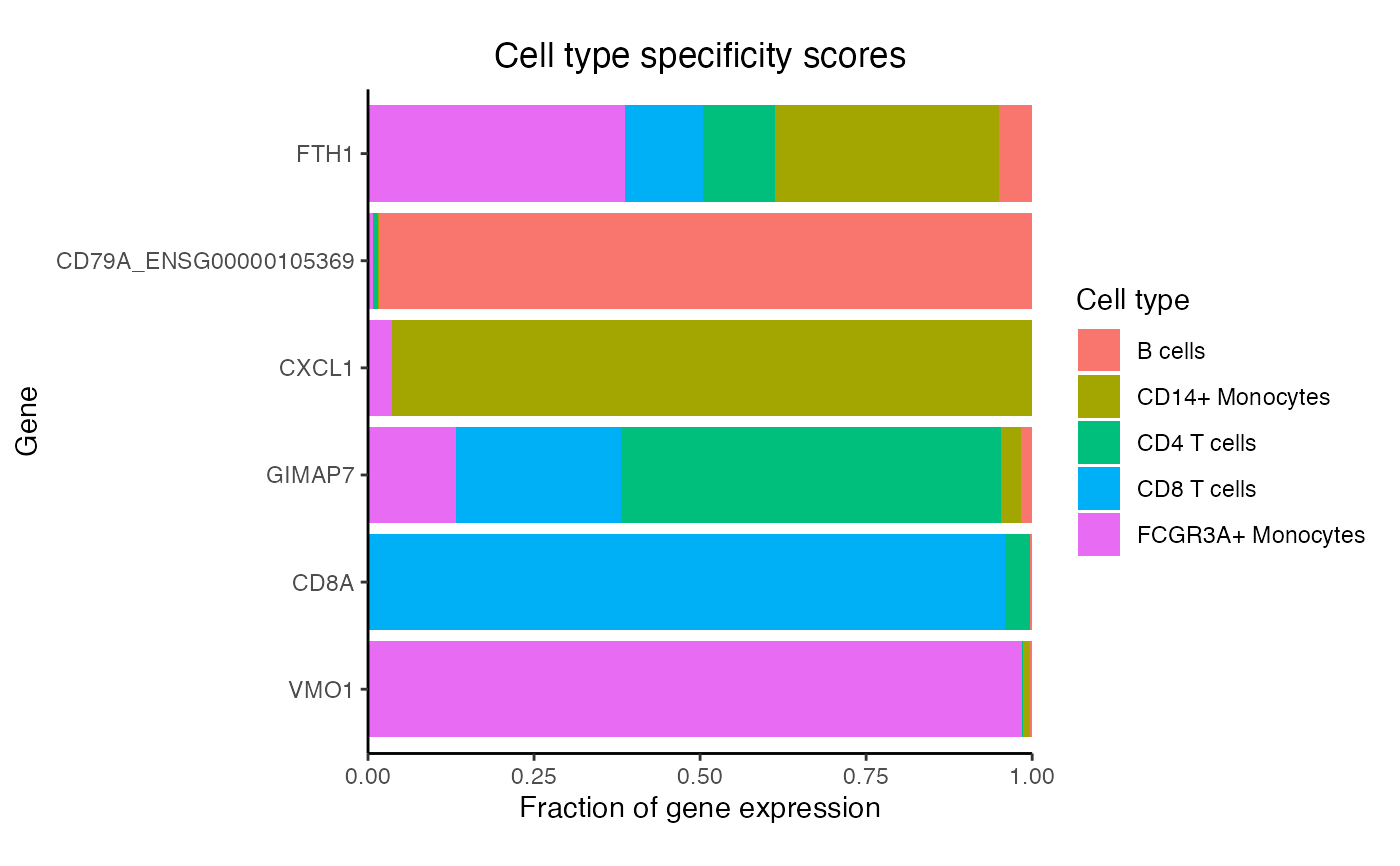 Cell type specificity scores
Gene
FTH1
CD79A_ENSG00000105369
CXCL1
GIMAP7
CD8A
VMO1
0.00
0.25
0.50
0.75
1.00
Fraction of gene expression
Cell type
B cells
CD14+ Monocytes
CD4 T cells
CD8 T cells
FCGR3A+ Monocytes